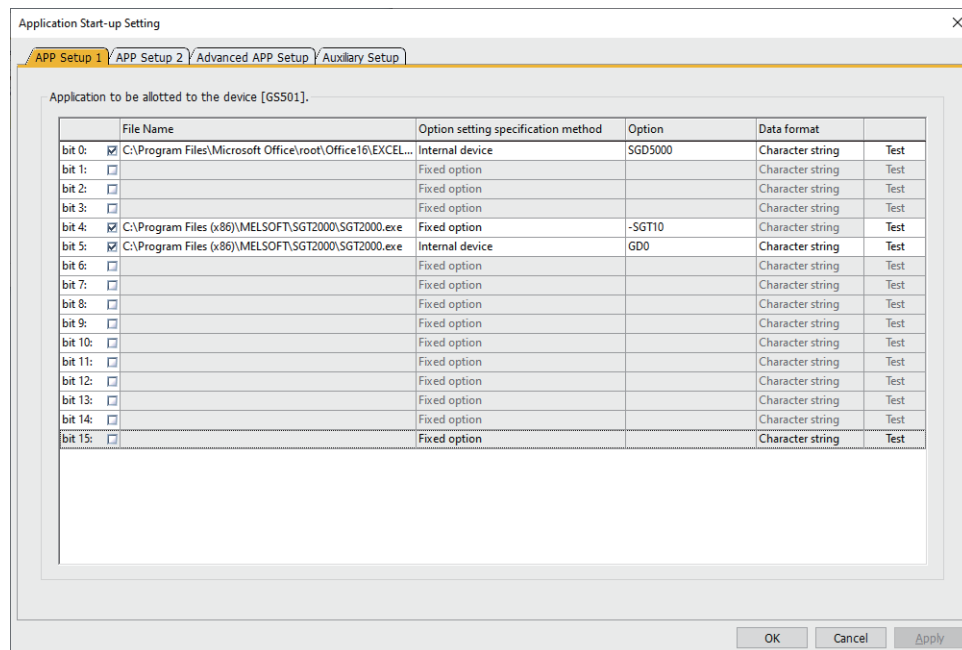 Application Start-up Setting
APP Setup 1 APP Setup 2 Advanced APP Setup Auxiliary Setup
Application to be allotted to the device [GS501].
File Name Option setting specification method Option Data format
bit 0: C:\Program Files\Microsoft Office\root\Office16\EXCEL... Internal device SGD5000 Character string Test
bit 1: Fixed option Character string Test
bit 2: Fixed option Character string Test
bit 3: Fixed option Character string Test
bit 4: C:\Program Files (x86)\MELSOFT\SGT2000\SGT2000.exe Fixed option -SGT10 Character string Test
bit 5: C:\Program Files (x86)\MELSOFT\SGT2000\SGT2000.exe Internal device GD0 Character string Test
bit 6: Fixed option Character string Test
bit 7: Fixed option Character string Test
bit 8: Fixed option Character string Test
bit 9: Fixed option Character string Test
bit 10: Fixed option Character string Test
bit 11: Fixed option Character string Test
bit 12: Fixed option Character string Test
bit 13: Fixed option Character string Test
bit 14: Fixed option Character string Test
bit 15: Fixed option Character string Test
OK Cancel Apply